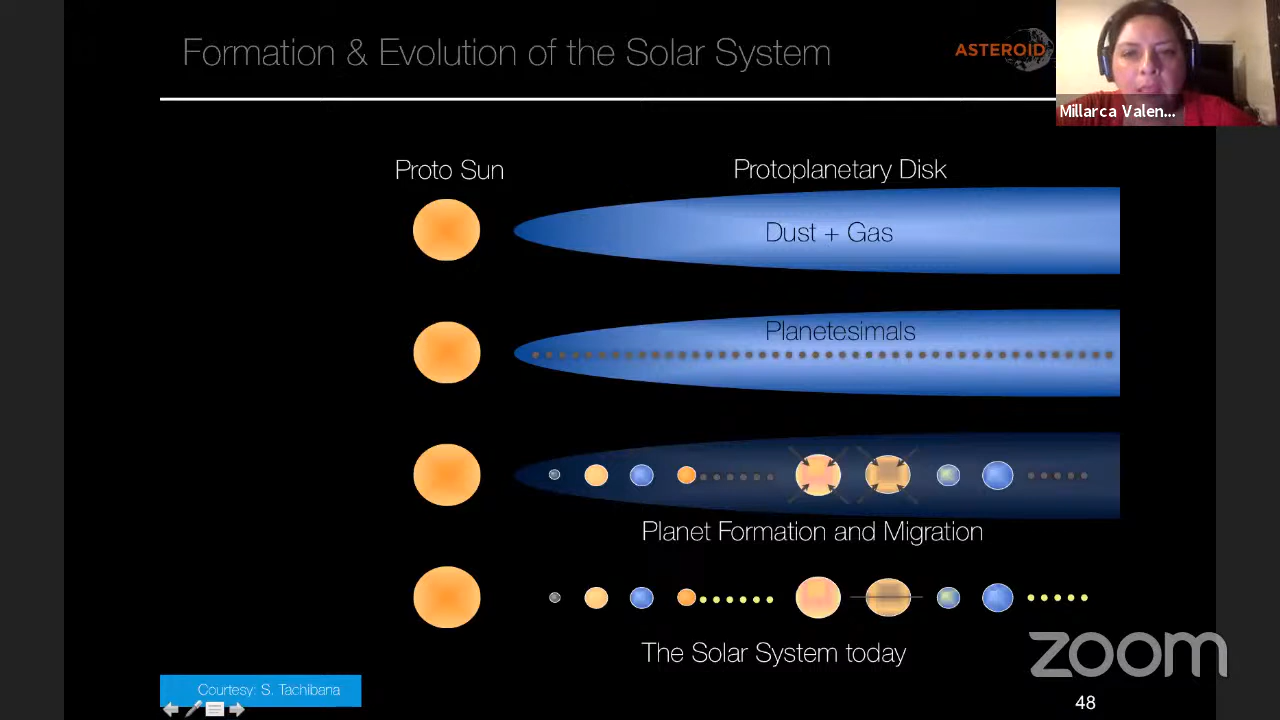 Formation & Evolution of the Solar System
ASTEROID
Millarca Valen...
Proto Sun
Protoplanetary Disk
Dust + Gas
Planetesimals
Planet Formation and Migration
The Solar System today
zoom
Courtesy: S. Tachibana
48